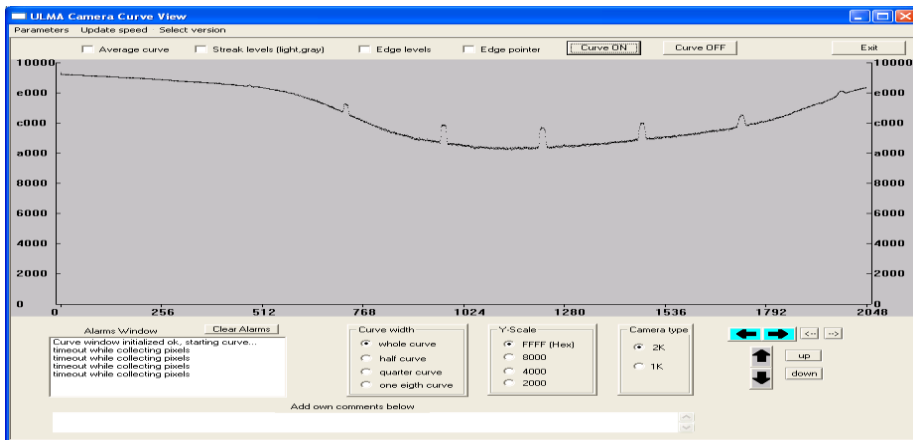 ULMA Camera Curve View
Parameters Update speed Select version
Average curve Streak levels (light,gray) Edge levels Edge pointer Curve ON Curve OFF Exit
10000 10000
e000 e000
c000 c000
a000 a000
8000 8000
6000 6000
4000 4000
2000 2000
0 0
0 256 512 768 1024 1280 1536 1792 2048
Alarms Window Clear Alarms
Curve window initialized ok, starting curve...
timeout while collecting pixels
timeout while collecting pixels
timeout while collecting pixels
timeout while collecting pixels
Curve width
whole curve
half curve
quarter curve
one eigth curve
Y-Scale
FFFF (Hex)
8000
4000
2000
Camera type
2K
1K
<-- -->
up
down
Add own comments below